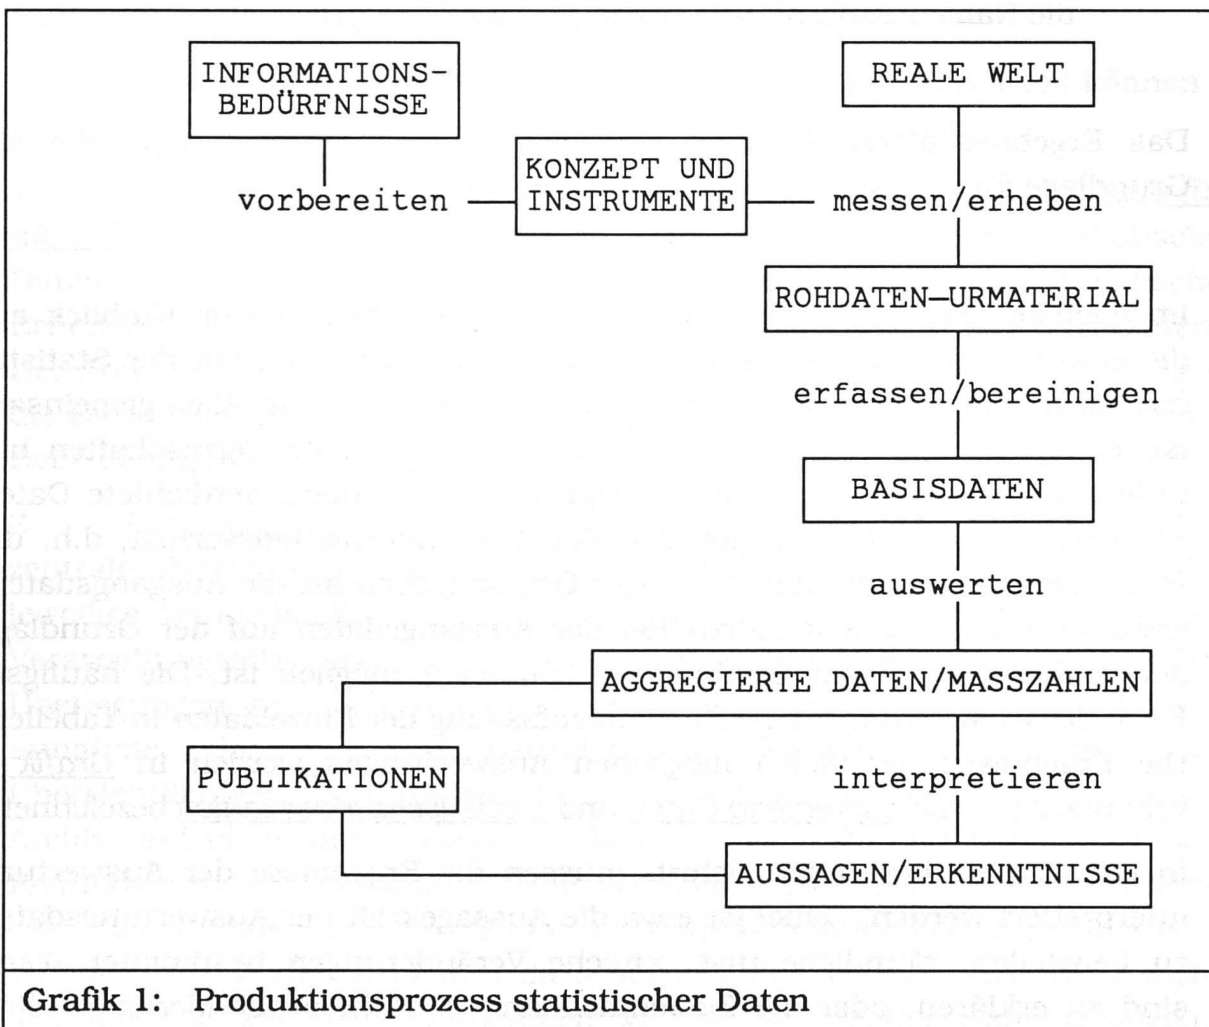 INFORMATIONS-
BEDÜRFNISSE
REALE WELT
KONZEPT UND
INSTRUMENTE
vorbereiten
messen/erheben
ROHDATEN-URMATERIAL
erfassen/bereinigen
BASISDATEN
auswerten
AGGREGIERTE DATEN/MASSZAHLEN
PUBLIKATIONEN
interpretieren
AUSSAGEN/ERKENNTNISSE
Grafik 1: Produktionsprozess statistischer Daten